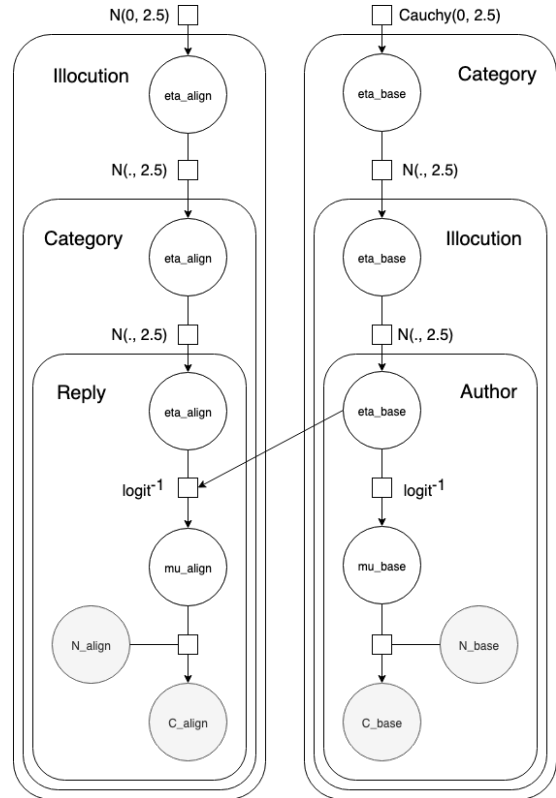 N(0, 2.5)
Illocution
eta_align
N(., 2.5)
Category
eta_align
N(., 2.5)
Reply
eta_align
logit-1
mu_align
N_align
C_align
Cauchy(0, 2.5)
Category
eta_base
N(., 2.5)
Illocution
eta_base
N(., 2.5)
Author
eta_base
logit-1
mu_base
N_base
C_base